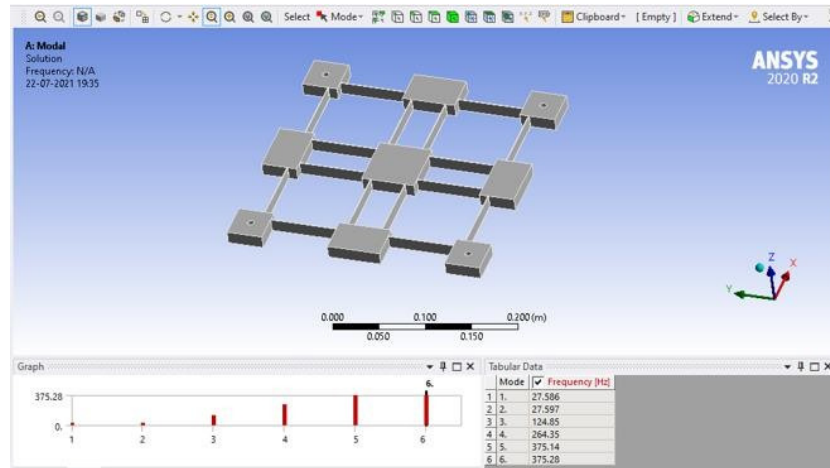 Select Mode Clipboard [ Empty ] Extend Select By
A: Modal
Solution
Frequency: N/A
22-07-2021 19:35
ANSYS
2020 R2
Z
X
Y
0.000 0.100 0.200 (m)
0.050 0.150
Graph
Tabular Data
6.
375.28
0.
1 2 3 4 5 6
Mode Frequency [Hz]
1 1. 27.586
2 2. 27.597
3 3. 124.85
4 4. 264.35
5 5. 375.14
6 6. 375.28